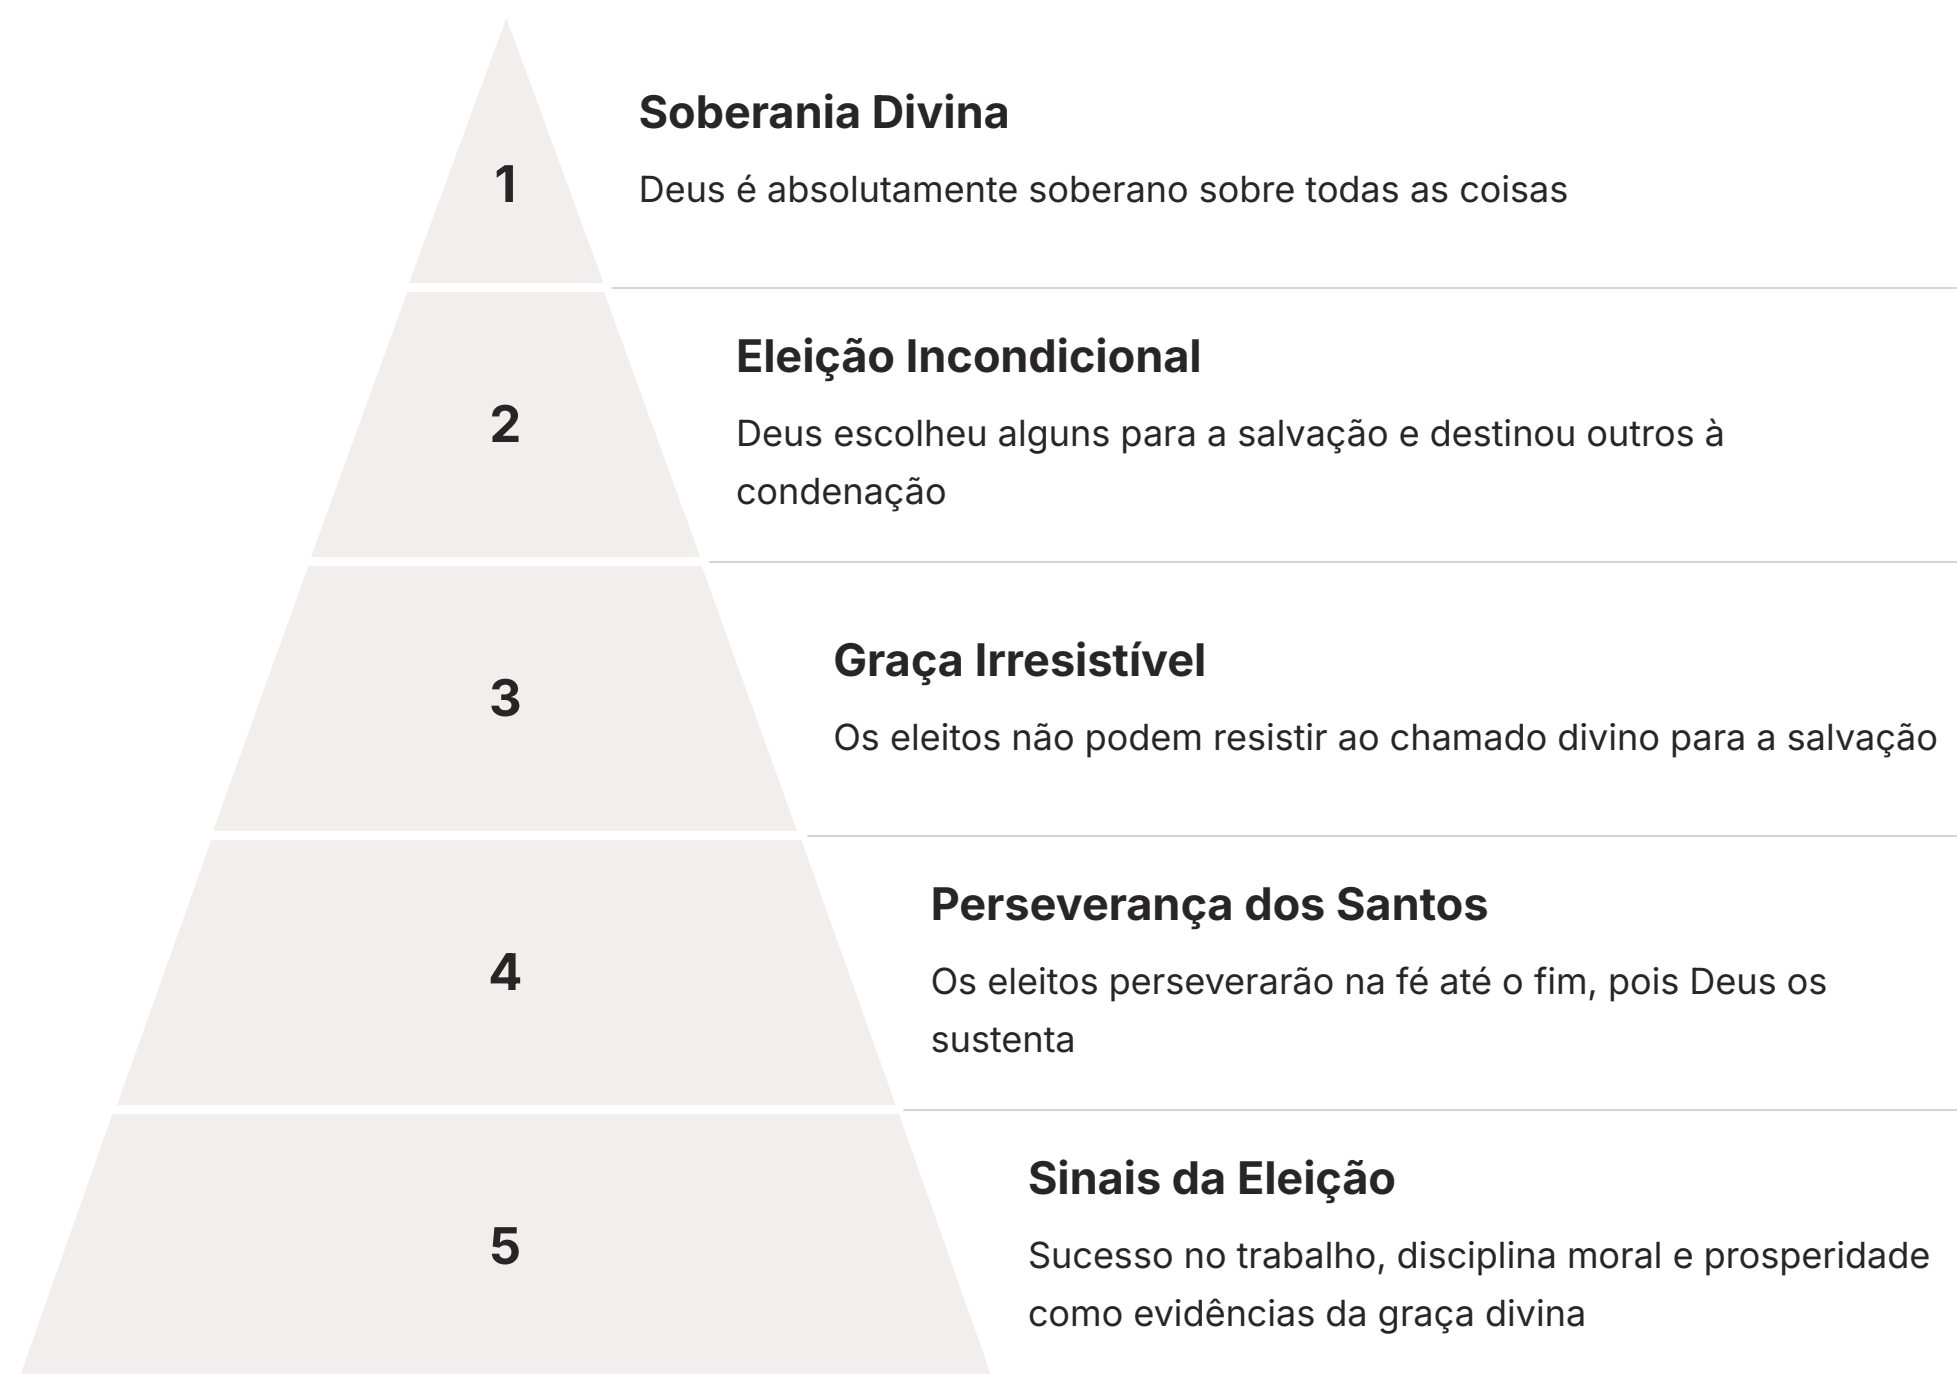 1
Soberania Divina
Deus é absolutamente soberano sobre todas as coisas
2
Eleição Incondicional
Deus escolheu alguns para a salvação e destinou outros à
condenação
3
Graça Irresistível
Os eleitos não podem resistir ao chamado divino para a salvação
4
Perseverança dos Santos
Os eleitos perseverarão na fé até o fim, pois Deus os
sustenta
5
Sinais da Eleição
Sucesso no trabalho, disciplina moral e prosperidade
como evidências da graça divina